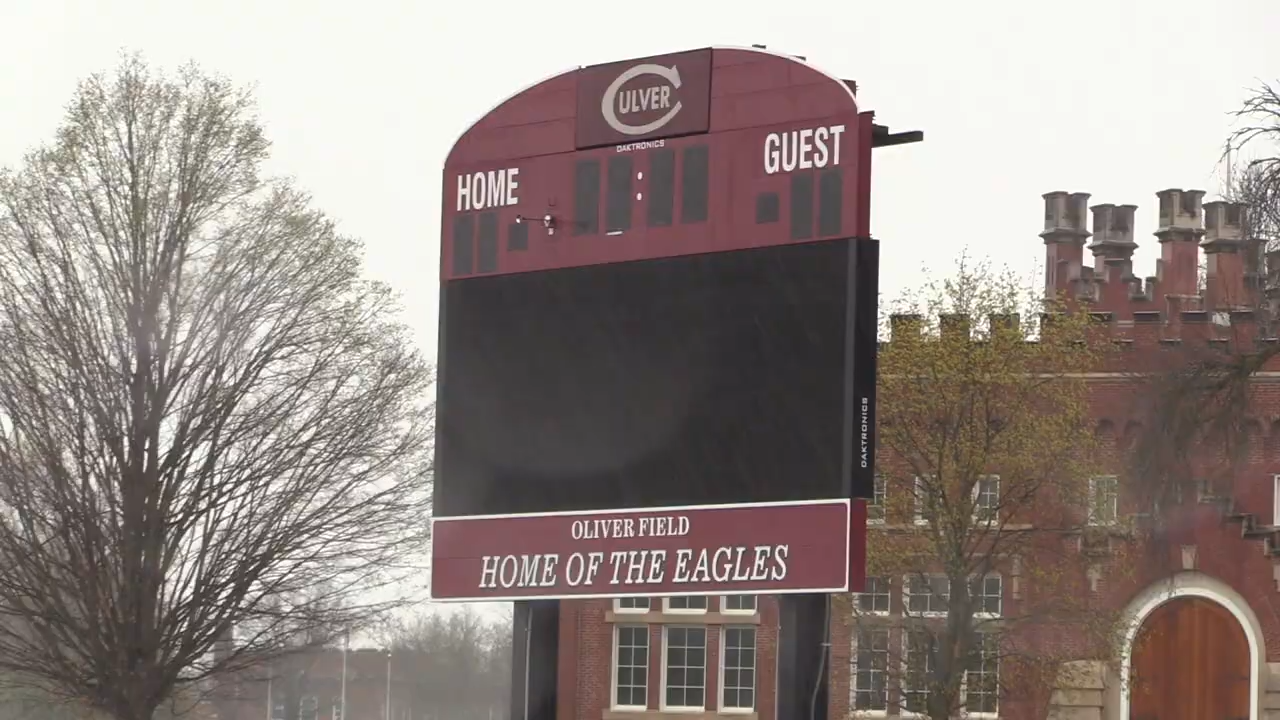 CULVER
DAKTRONICS
HOME
GUEST
:
DAKTRONICS
OLIVER FIELD
HOME OF THE EAGLES